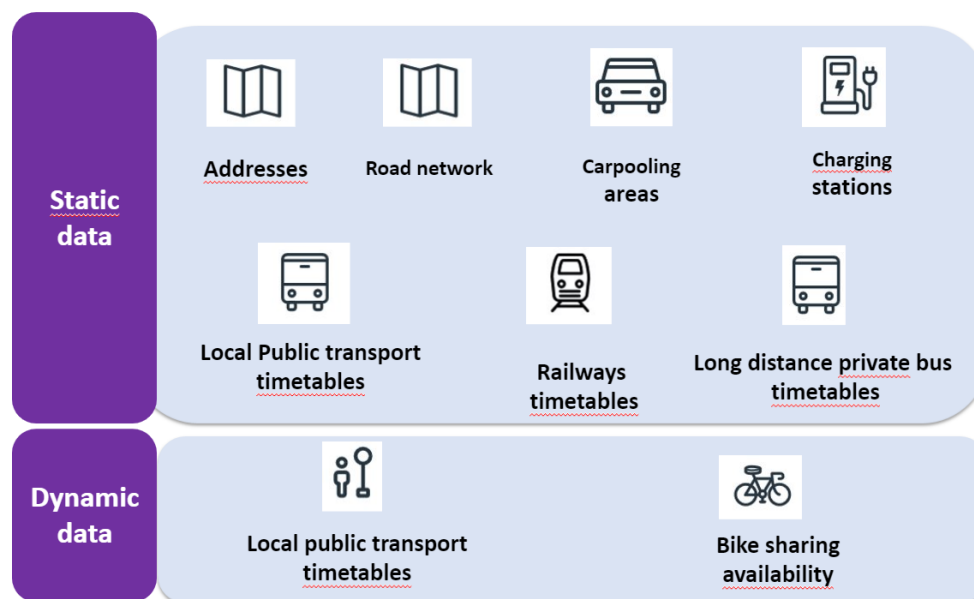 Static
data
Addresses
Road network
Carpooling
areas
Charging
stations
Local Public transport
timetables
Railways
timetables
Long distance private bus
timetables
Dynamic
data
Local public transport
timetables
Bike sharing
availability